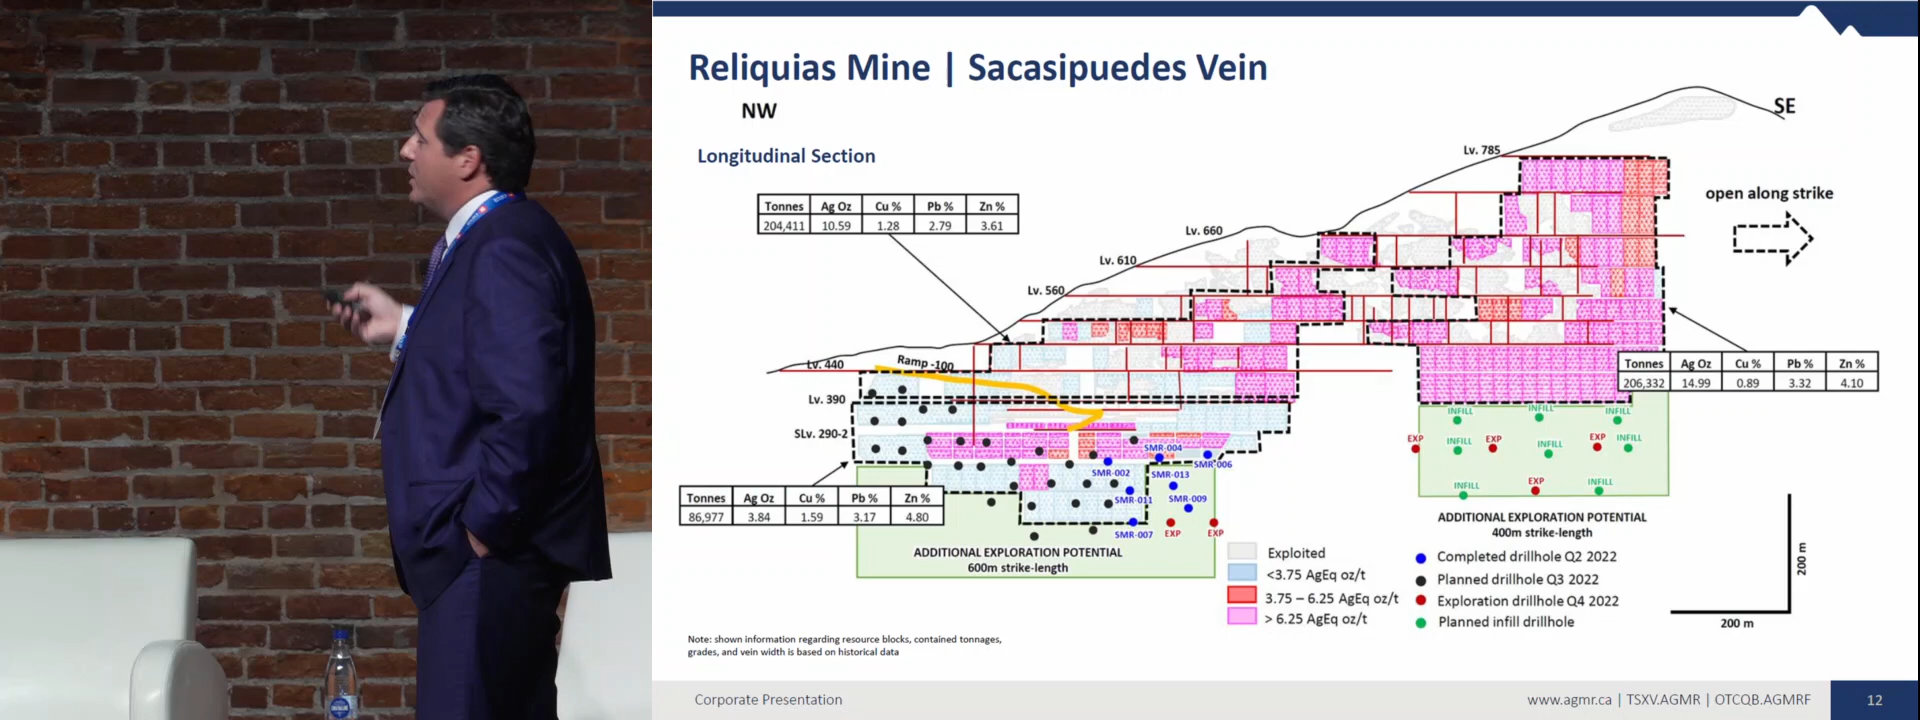 Reliquias Mine | Sacasipuedes Vein
NW
SE
Longitudinal Section
Lv. 785
open along strike
Tonnes Ag Oz Cu % Pb % Zn %
204,411 10.59 1.28 2.79 3.61
Lv. 660
Lv. 610
Lv. 560
Lv. 440
Ramp -100
Tonnes Ag Oz Cu % Pb % Zn %
206,332 14.99 0.89 3.32 4.10
Lv. 390
SLv. 290-2
INFILL INFILL INFILL
EXP INFILL EXP INFILL EXP INFILL
SMR-004
SMR-006
SMR-002 SMR-013
INFILL EXP INFILL
Tonnes Ag Oz Cu % Pb % Zn %
86,977 3.84 1.59 3.17 4.80
SMR-011 SMR-009
SMR-007 EXP EXP
ADDITIONAL EXPLORATION POTENTIAL
400m strike-length
ADDITIONAL EXPLORATION POTENTIAL
600m strike-length
Exploited
<3.75 AgEq oz/t
3.75 – 6.25 AgEq oz/t
> 6.25 AgEq oz/t
Completed drillhole Q2 2022
Planned drillhole Q3 2022
Exploration drillhole Q4 2022
Planned infill drillhole
200 m
200 m
Note: shown information regarding resource blocks, contained tonnages,
grades, and vein width is based on historical data
Corporate Presentation
www.agmr.ca | TSXV.AGMR | OTCQB.AGMRF
12